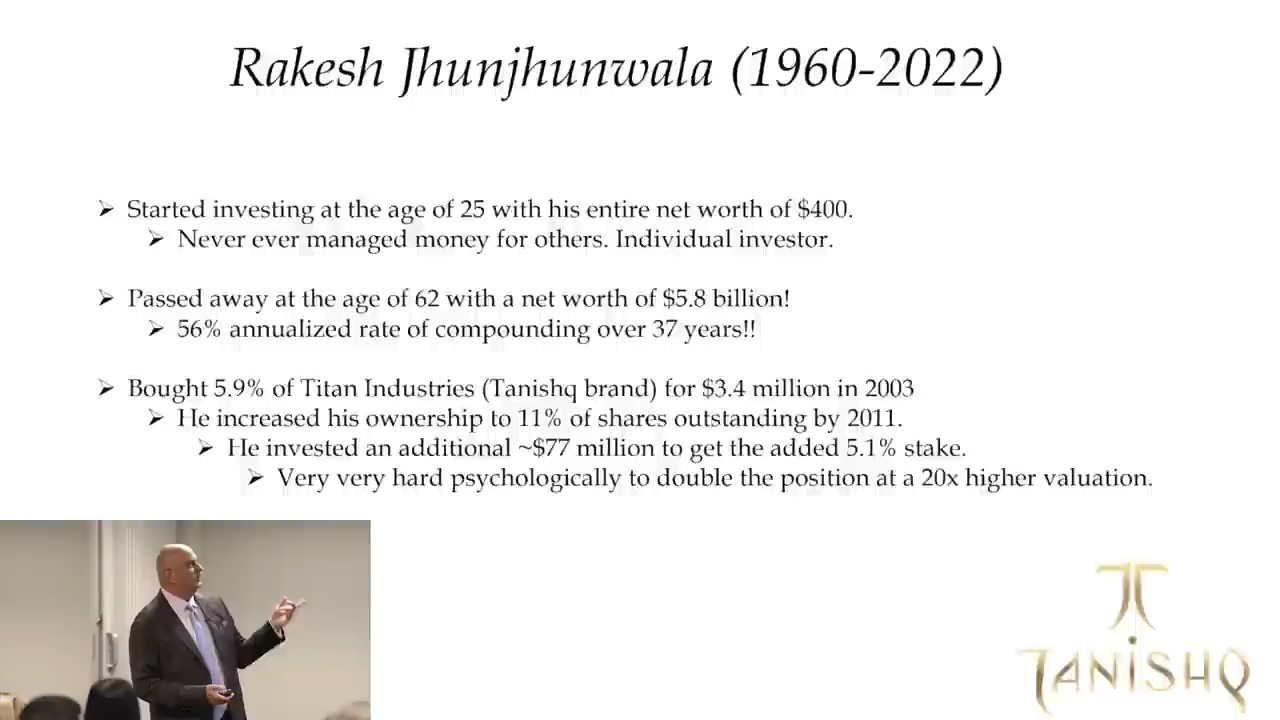 Rakesh Jhunjhunwala (1960-2022)
Started investing at the age of 25 with his entire net worth of $400.
Never ever managed money for others. Individual investor.
Passed away at the age of 62 with a net worth of $5.8 billion!
56% annualized rate of compounding over 37 years!!
Bought 5.9% of Titan Industries (Tanishq brand) for $3.4 million in 2003
He increased his ownership to 11% of shares outstanding by 2011.
He invested an additional ~$77 million to get the added 5.1% stake.
Very very hard psychologically to double the position at a 20x higher valuation.
TANiSHQ